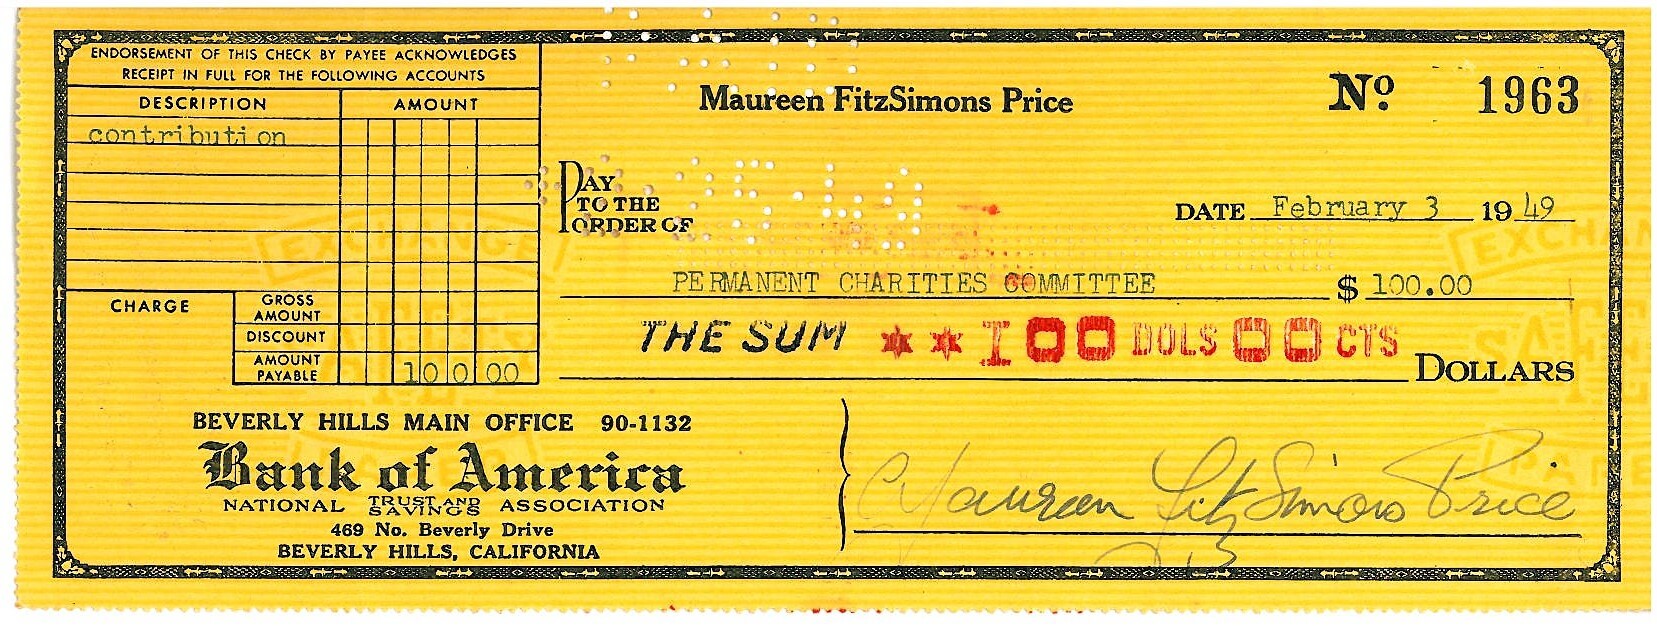 ENDORSEMENT OF THIS CHECK BY PAYEE ACKNOWLEDGES
RECEIPT IN FULL FOR THE FOLLOWING ACCOUNTS
DESCRIPTION AMOUNT
contribution
CHARGE
GROSS AMOUNT
DISCOUNT
AMOUNT PAYABLE 100 00
Maureen FitzSimons Price
No. 1963
PAY TO THE ORDER OF
DATE February 3 1949
PERMANENT CHARITIES COMMITTEE $ 100.00
THE SUM ** 100 DOLS 00 CTS DOLLARS
BEVERLY HILLS MAIN OFFICE 90-1132
Bank of America
NATIONAL TRUST AND SAVINGS ASSOCIATION
469 No. Beverly Drive
BEVERLY HILLS, CALIFORNIA
Maureen FitzSimons Price